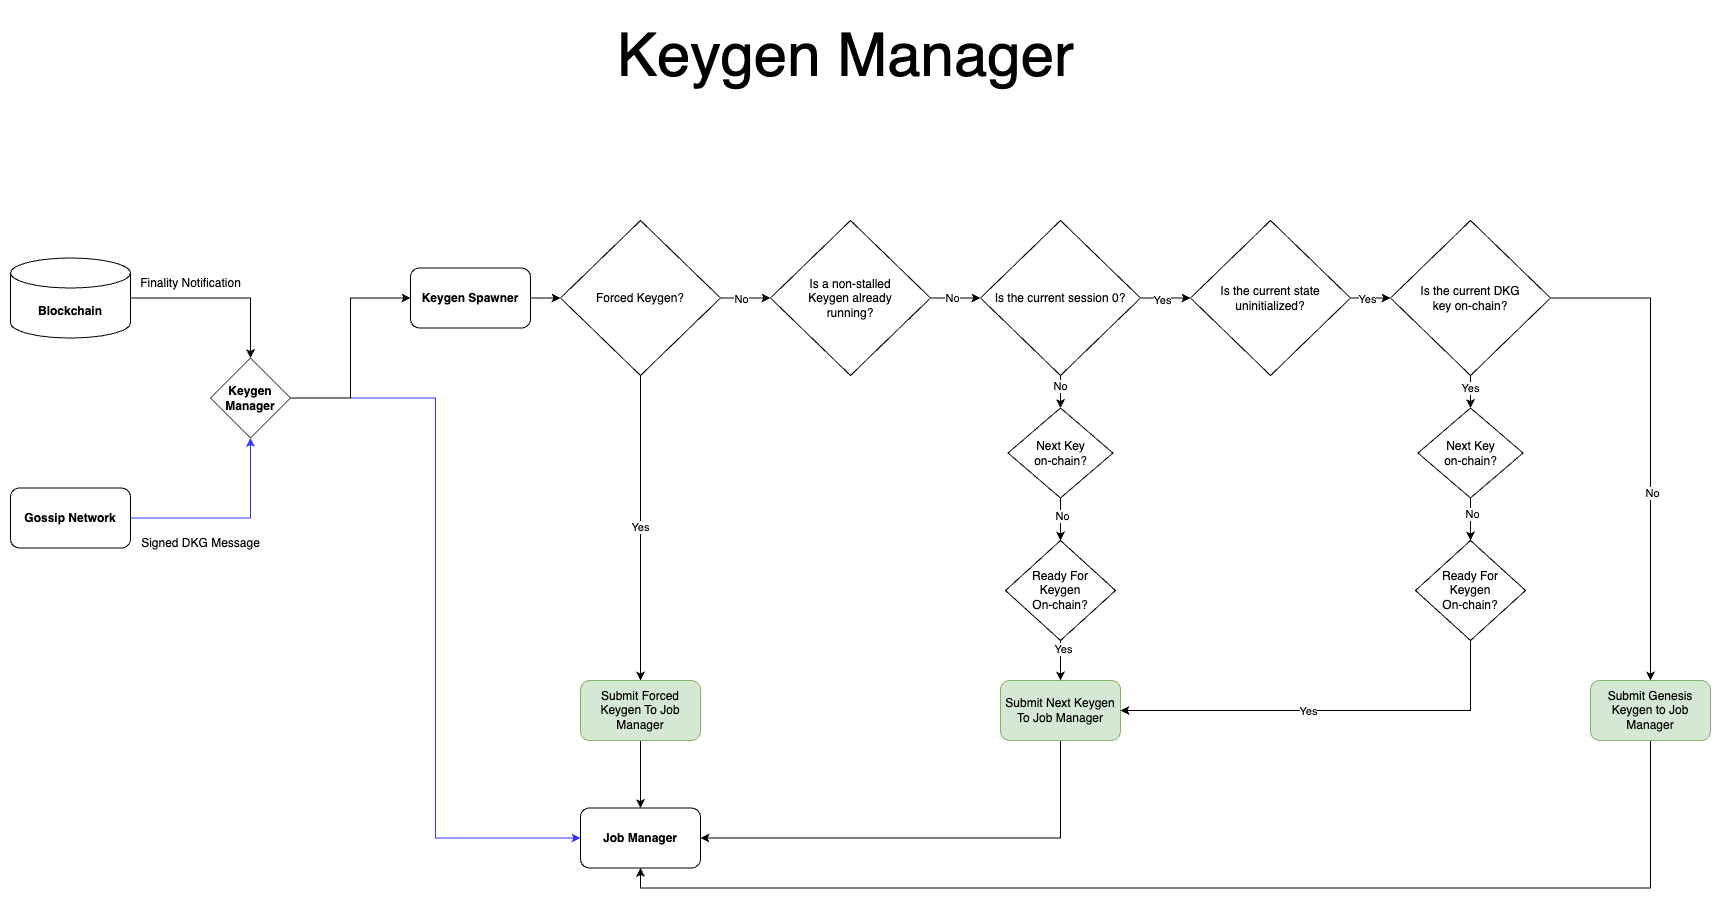 Keygen Manager
Finality Notification
Blockchain
Keygen
Manager
Gossip Network
Signed DKG Message
Keygen Spawner
Forced Keygen?
No
Is a non-stalled
Keygen already
running?
No
Is the current session 0?
Yes
Is the current state
uninitialized?
Yes
Is the current DKG
key on-chain?
No
Yes
Next Key
on-chain?
Next Key
on-chain?
No
No
No
Yes
Ready For
Keygen
On-chain?
Ready For
Keygen
On-chain?
Yes
Submit Forced
Keygen To Job
Manager
Submit Next Keygen
To Job Manager
Yes
Submit Genesis
Keygen to Job
Manager
Job Manager